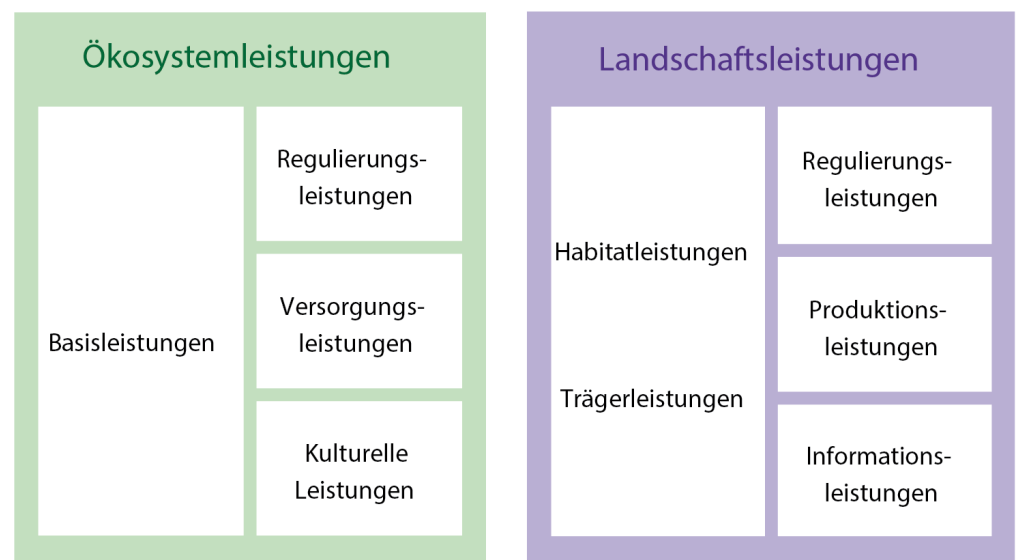 Ökosystemleistungen
Basisleistungen
Regulierungs-
leistungen
Versorgungs-
leistungen
Kulturelle
Leistungen
Landschaftsleistungen
Habitatleistungen
Trägerleistungen
Regulierungs-
leistungen
Produktions-
leistungen
Informations-
leistungen